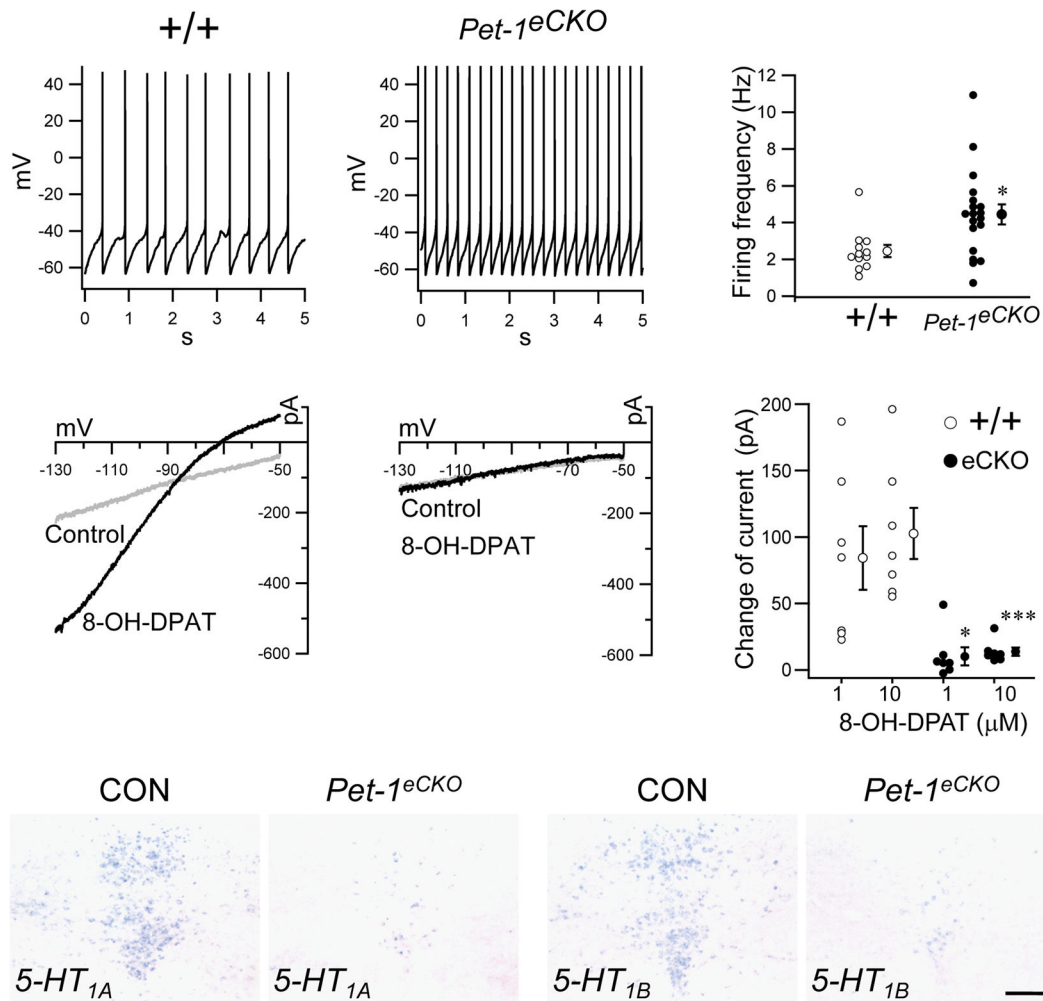 +/+ Pet-1eCKO
mV 40 20 0 -20 -40 -60
0 1 2 3 4 5
s
mV 40 20 0 -20 -40 -60
0 1 2 3 4 5
s
Firing frequency (Hz)
12
10
8
6
4
2
0
*
+/+ Pet-1eCKO
mV pA
-130 -90 -50
-200
-400
-600
Control
8-OH-DPAT
mV pA
-130 -110 -70 -50
-200
-400
-600
Control
8-OH-DPAT
Change of current (pA)
200
150
100
50
0
+/+
eCKO
* ***
1 10 1 10
8-OH-DPAT (μM)
CON Pet-1eCKO CON Pet-1eCKO
5-HT1A 5-HT1A 5-HT1B 5-HT1B